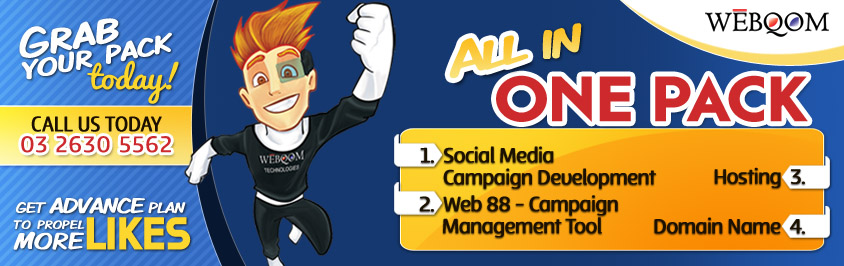 GRAB
YOUR PACK
today!
CALL US TODAY
03 2630 5562
GET ADVANCE PLAN
TO PROPEL
MORE LIKES
WEBQOM
TECHNOLOGIES
WEBQOM
ALL IN
ONE PACK
1. Social Media
Campaign Development
2. Web 88 - Campaign
Management Tool
Hosting 3.
Domain Name 4.